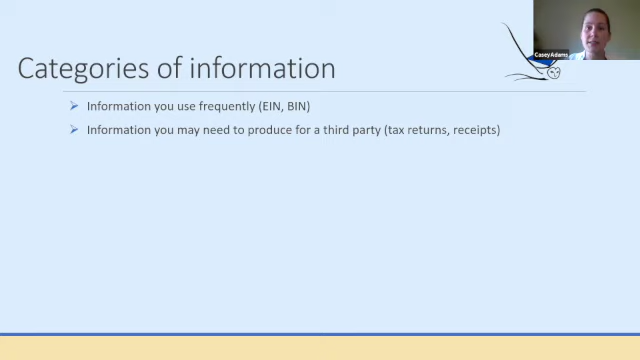 Casey Adams
Categories of information
Information you use frequently (EIN, BIN)
Information you may need to produce for a third party (tax returns, receipts)